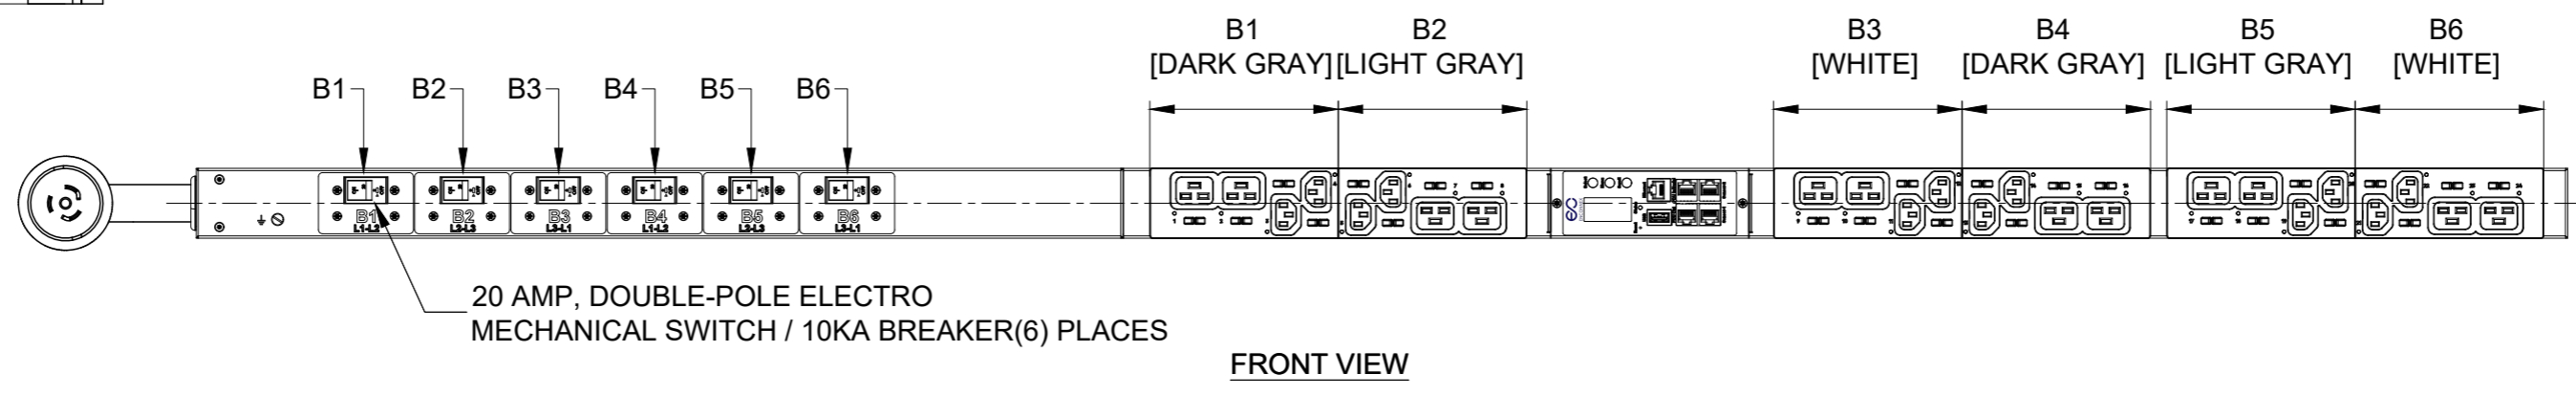 B1 B2 B3 B4 B5 B6
[DARK GRAY] [LIGHT GRAY] [WHITE] [DARK GRAY] [LIGHT GRAY] [WHITE]
B1 B2 B3 B4 B5 B6
B1 B2 B3 B4 B5 B6
L1-L2 L2-L3 L3-L1 L1-L2 L2-L3 L3-L1
20 AMP, DOUBLE-POLE ELECTRO
MECHANICAL SWITCH / 10KA BREAKER(6) PLACES
FRONT VIEW